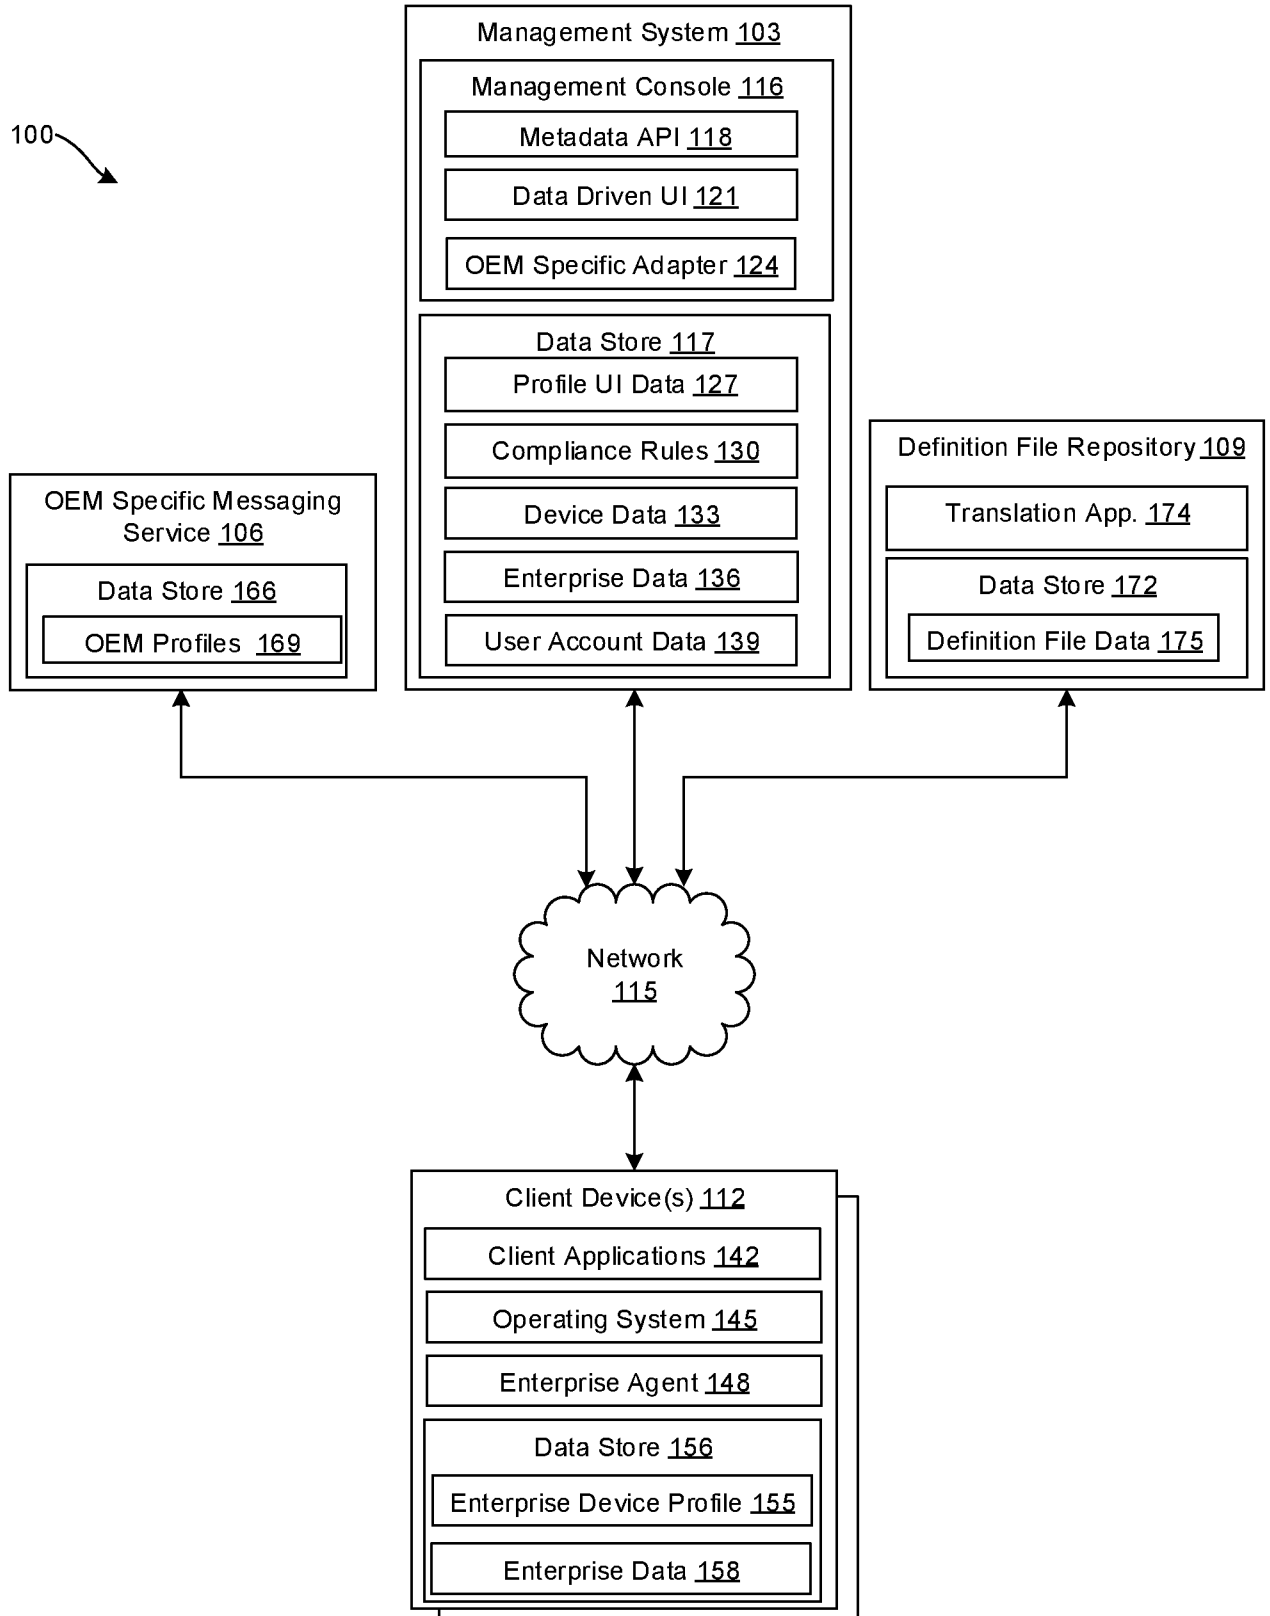 Management System 103
Management Console 116
Metadata API 118
100
Data Driven UI 121
OEM Specific Adapter 124
Data Store 117
Profile UI Data 127
Compliance Rules 130
Device Data 133
Enterprise Data 136
User Account Data 139
OEM Specific Messaging
Service 106
Data Store 166
OEM Profiles 169
Definition File Repository 109
Translation App. 174
Data Store 172
Definition File Data 175
Network
115
Client Device(s) 112
Client Applications 142
Operating System 145
Enterprise Agent 148
Data Store 156
Enterprise Device Profile 155
Enterprise Data 158